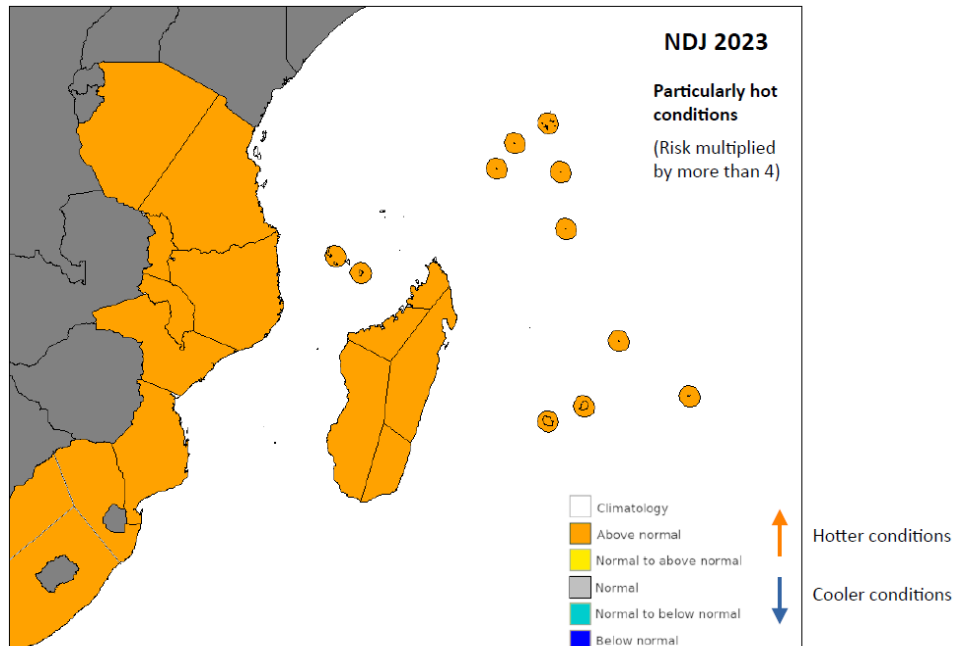 NDJ 2023
Particularly hot
conditions
(Risk multiplied
by more than 4)
Climatology
Above normal
Normal to above normal
Normal
Normal to below normal
Below normal
Hotter conditions
Cooler conditions